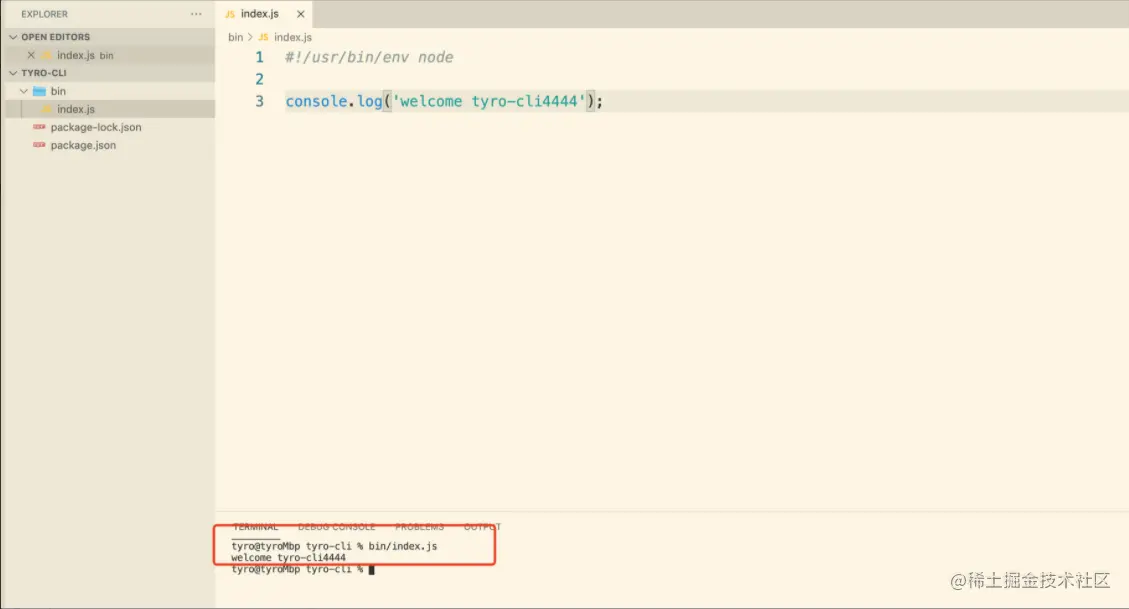 EXPLORER ···
OPEN EDITORS
index.js bin
TYRO-CLI
bin
index.js
package-lock.json
package.json
JS index.js
bin > JS index.js
1 #!/usr/bin/env node
2
3 console.log('welcome tyro-cli4444');
TERMINAL DEBUG CONSOLE PROBLEMS OUTPUT
tyro@tyroMbp tyro-cli % bin/index.js
welcome tyro-cli4444
tyro@tyroMbp tyro-cli %
@稀土掘金技术社区